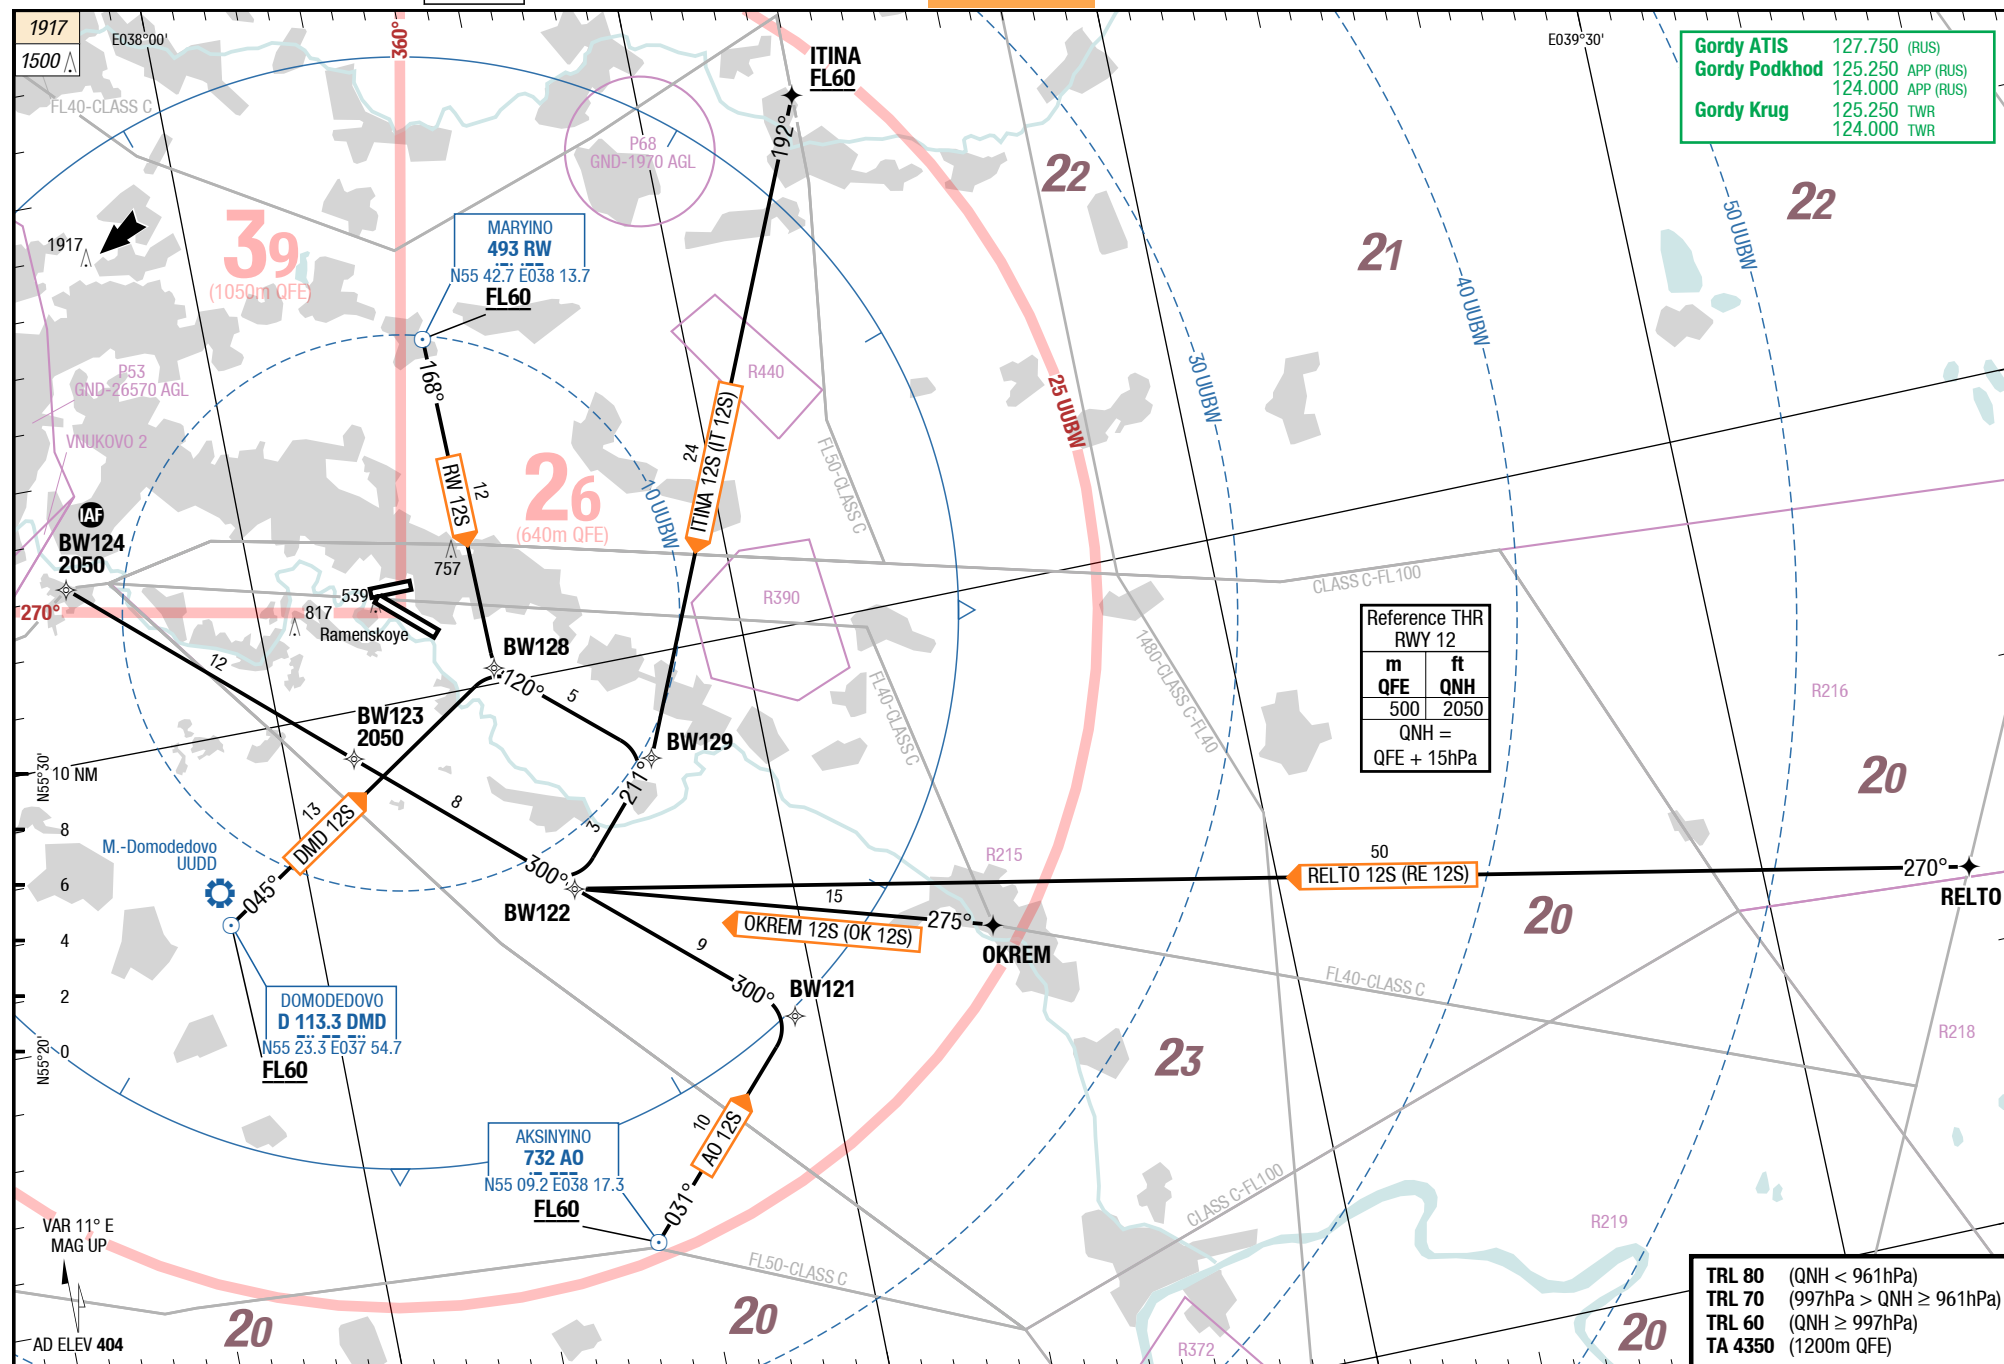 1917
1500
E038°00'
360°
ITINA
FL60
E039°30'
Gordy ATIS 127.750 (RUS)
Gordy Podkhod 125.250 APP (RUS)
124.000 APP (RUS)
Gordy Krug 125.250 TWR
124.000 TWR
FL40-CLASS C
192°
P68
GND-1970 AGL
22
22
21
50 UUBW
40 UUBW
1917
39
(1050m QFE)
MARYINO
493 RW
N55 42.7 E038 13.7
FL60
30 UUBW
25 UUBW
P53
GND-26570 AGL
VNUKOVO 2
168°
R440
24
ITINA 12S (IT 12S)
FL50-CLASS C
RW 12S
12
26
(640m QFE)
10 UUBW
IAF
BW124
2050
757
539
817
Ramenskoye
270°
R390
CLASS C-FL100
Reference THR
RWY 12
m ft
QFE QNH
500 2050
QNH =
QFE + 15hPa
1480-CLASS C-FL40
FL40-CLASS C
R216
12
BW128
120°
5
BW123
2050
BW129
211°
3
N55°30'
10 NM
8
6
4
2
0
N55°20'
20
13
DMD 12S
045°
M.-Domodedovo
UUDD
8
300°
BW122
R215
50
RELTO 12S (RE 12S)
270°
RELTO
15
OKREM 12S (OK 12S)
275°
OKREM
20
9
300°
BW121
FL40-CLASS C
DOMODEDOVO
D 113.3 DMD
N55 23.3 E037 54.7
FL60
R218
23
10
AO 12S
031°
AKSINYINO
732 AO
N55 09.2 E038 17.3
FL60
CLASS C-FL100
R219
VAR 11° E
MAG UP
FL50-CLASS C
AD ELEV 404
20
20
R372
20
TRL 80 (QNH < 961hPa)
TRL 70 (997hPa > QNH ≥ 961hPa)
TRL 60 (QNH ≥ 997hPa)
TA 4350 (1200m QFE)